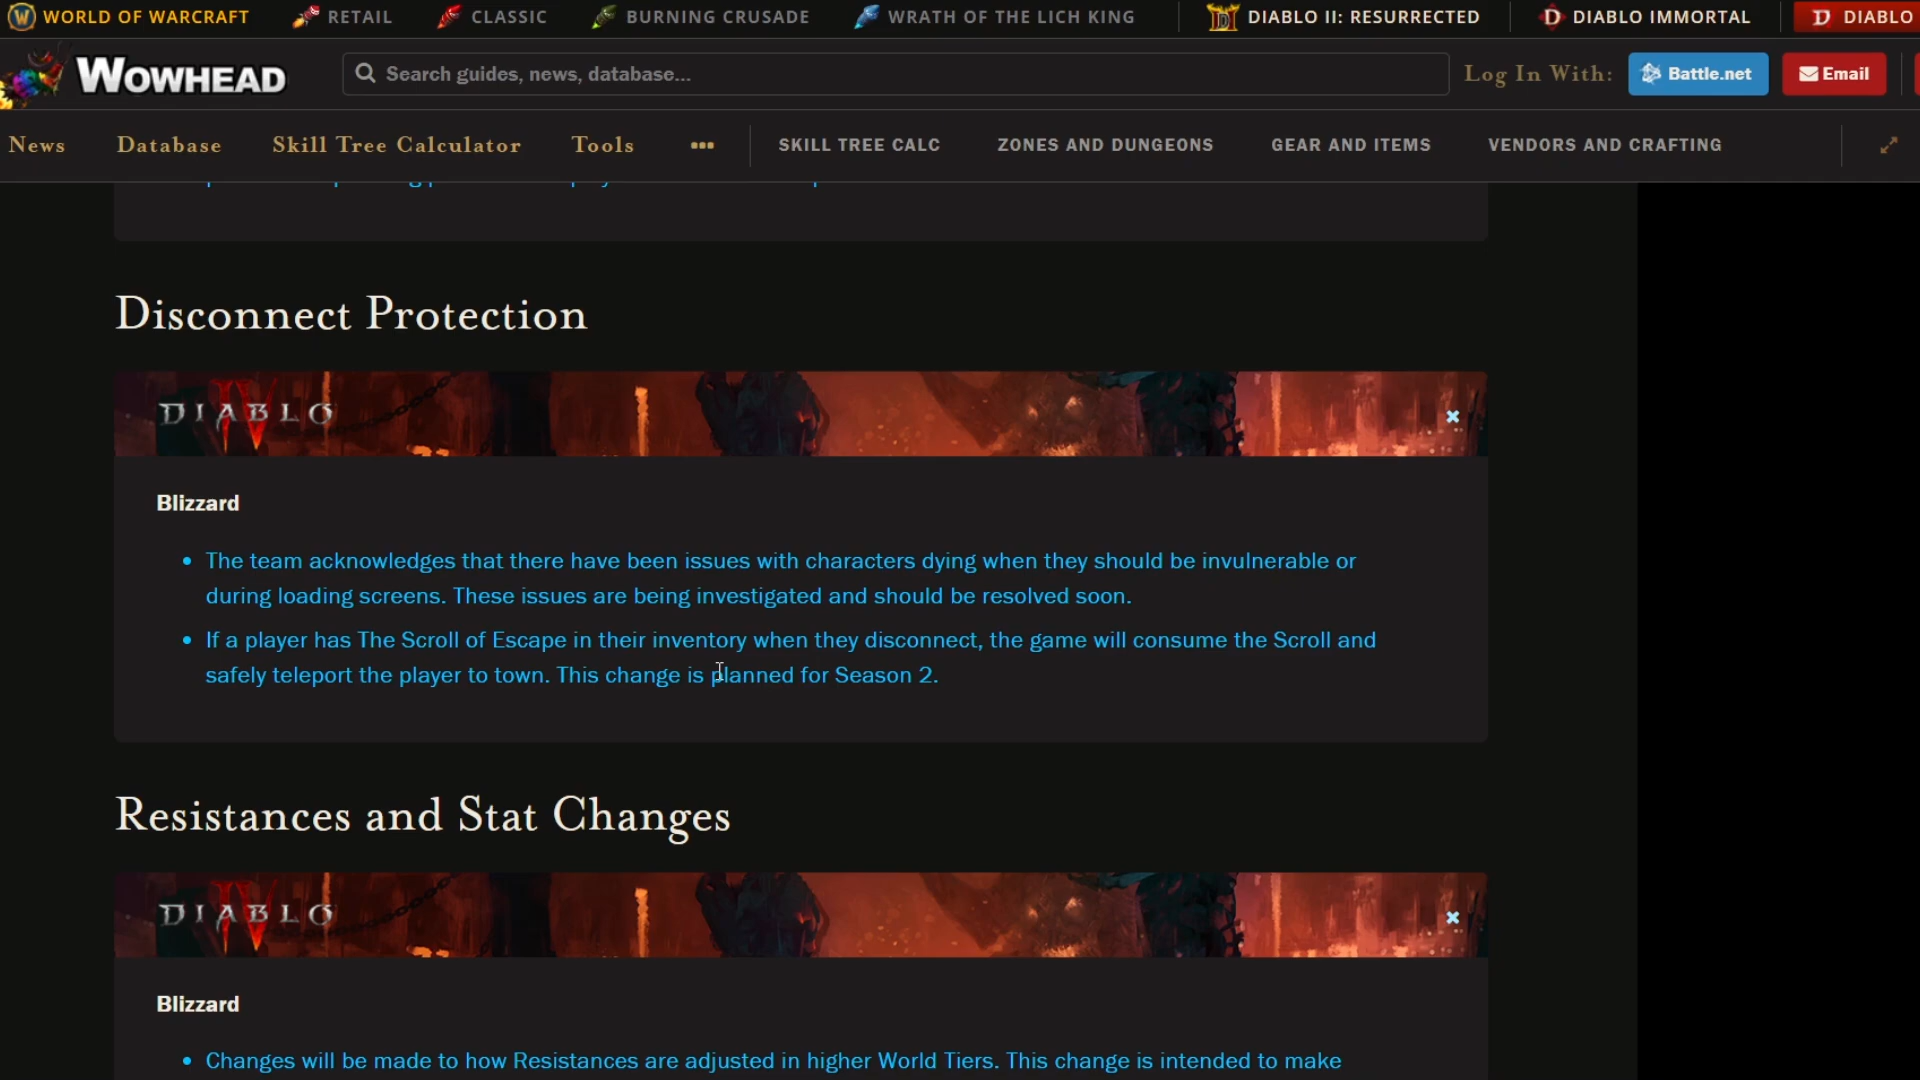 WORLD OF WARCRAFT RETAIL CLASSIC BURNING CRUSADE WRATH OF THE LICH KING DIABLO II: RESURRECTED DIABLO IMMORTAL DIABLO
WOWHEAD Search guides, news, database... Log In With: Battle.net Email
News Database Skill Tree Calculator Tools ••• SKILL TREE CALC ZONES AND DUNGEONS GEAR AND ITEMS VENDORS AND CRAFTING
Disconnect Protection
DIABLO IV
Blizzard
• The team acknowledges that there have been issues with characters dying when they should be invulnerable or
during loading screens. These issues are being investigated and should be resolved soon.
• If a player has The Scroll of Escape in their inventory when they disconnect, the game will consume the Scroll and
safely teleport the player to town. This change is planned for Season 2.
Resistances and Stat Changes
DIABLO IV
Blizzard
• Changes will be made to how Resistances are adjusted in higher World Tiers. This change is intended to make